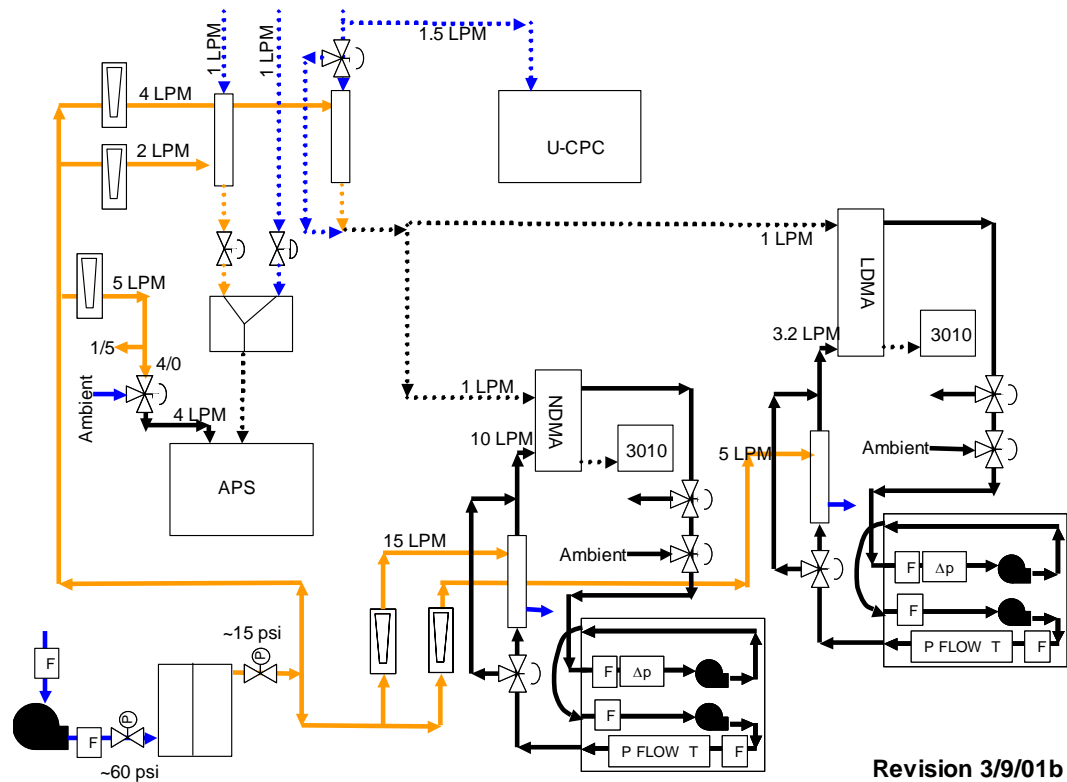 1 LPM
1 LPM
1.5 LPM
4 LPM
U-CPC
2 LPM
1 LPM
LDMA
5 LPM
3.2 LPM
3010
1/5
4/0
Ambient
4 LPM
1 LPM
NDMA
10 LPM
3010
5 LPM
Ambient
APS
15 LPM
Ambient
F
Δp
F
P FLOW T
F
~15 psi
P
F
F
Δp
F
P
F
P FLOW T
F
~60 psi
Revision 3/9/01b